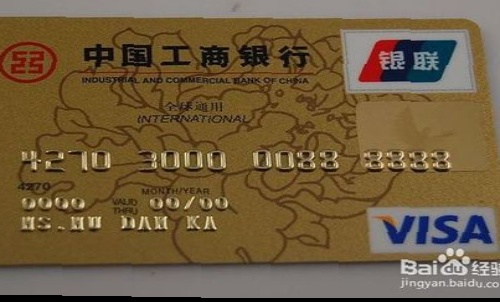 中国工商银行
INDUSTRIAL AND COMMERCIAL BANK OF CHINA
银联
全球通用
INTERNATIONAL
4270 3000 0088 8888
4270
MONTH/YEAR
0000 VALID THRU 00/00
MS.MU DAN KA
VISA
Baidu 经验
jingyan.baidu.com